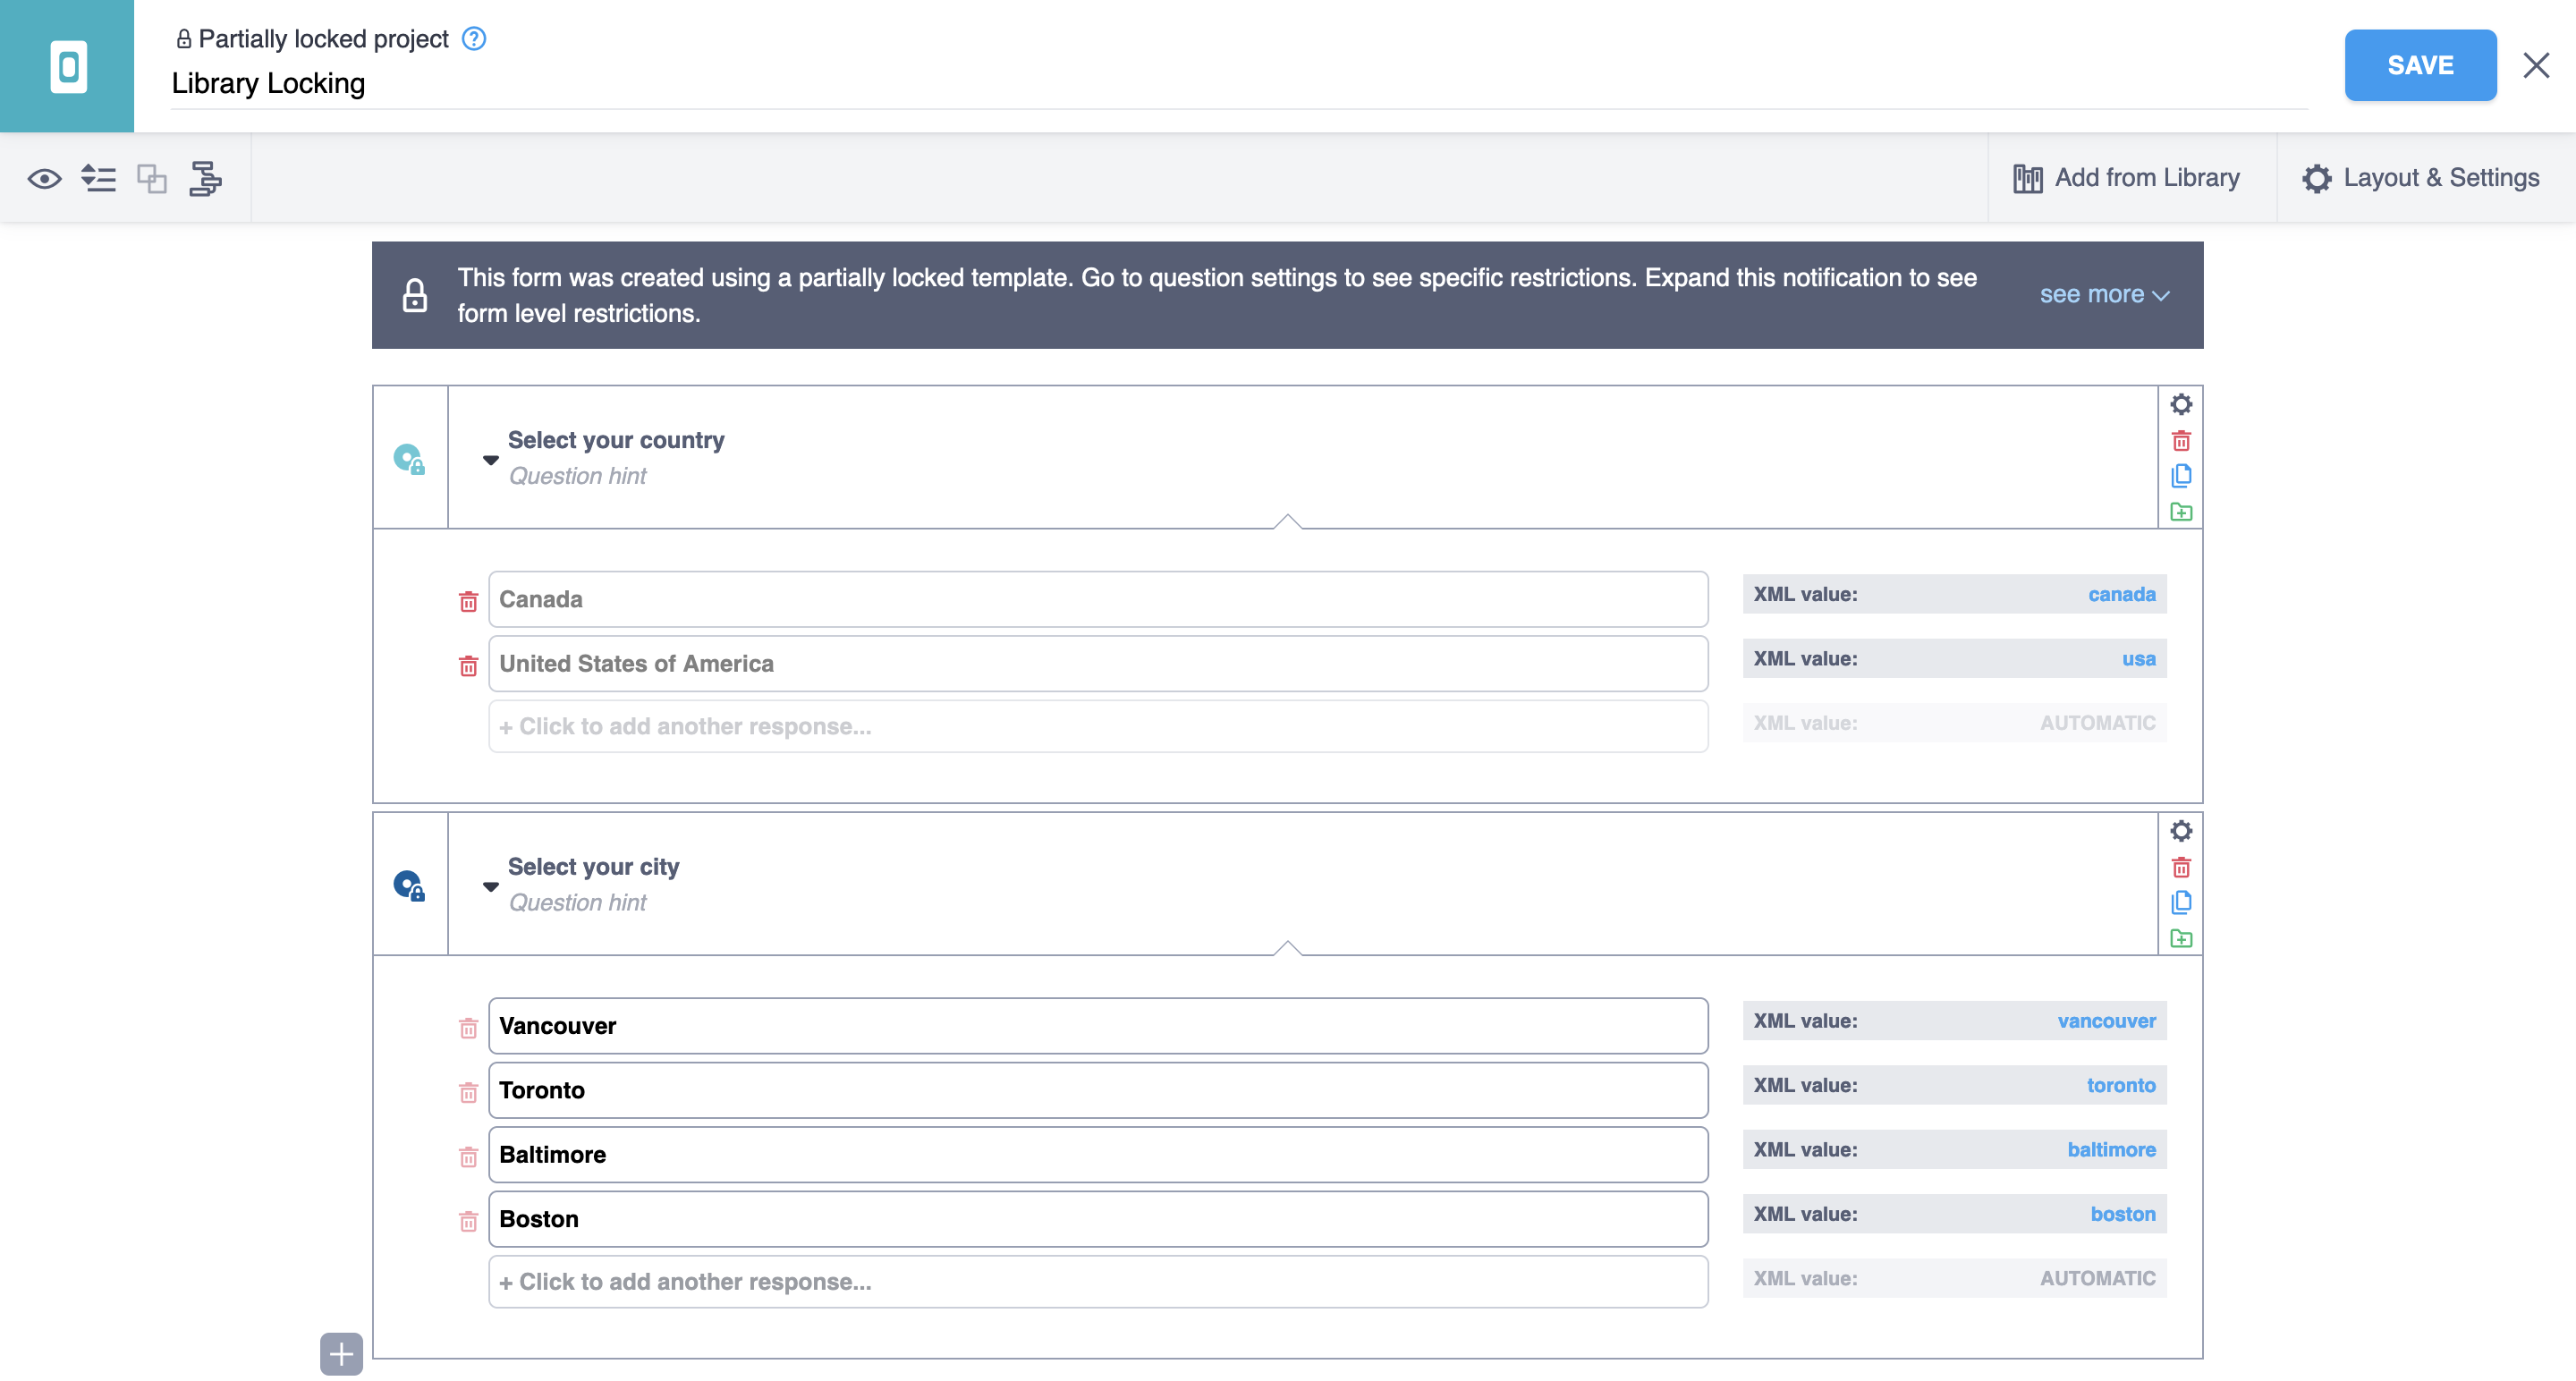 Partially locked project ?
Library Locking
SAVE
Add from Library
Layout & Settings
This form was created using a partially locked template. Go to question settings to see specific restrictions. Expand this notification to see
form level restrictions.
see more
Select your country
Question hint
Canada
XML value: canada
United States of America
XML value: usa
+ Click to add another response...
XML value: AUTOMATIC
Select your city
Question hint
Vancouver
XML value: vancouver
Toronto
XML value: toronto
Baltimore
XML value: baltimore
Boston
XML value: boston
+ Click to add another response...
XML value: AUTOMATIC